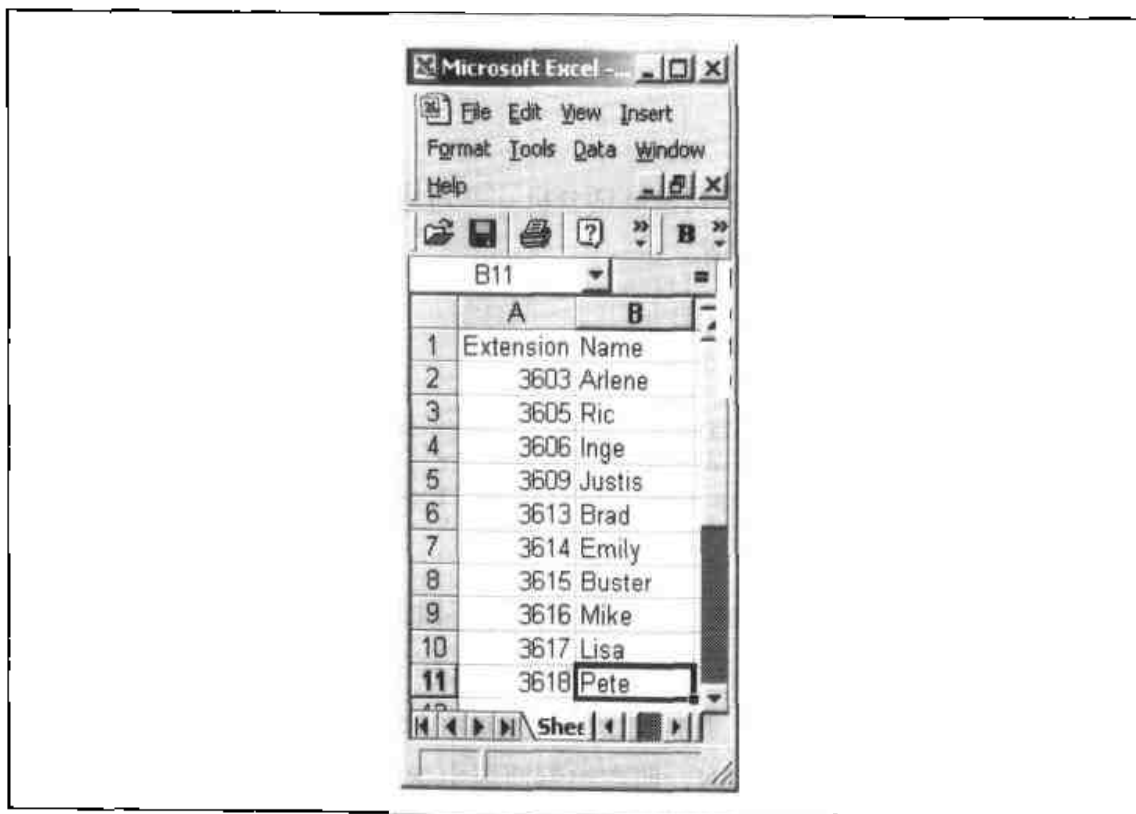 Microsoft Excel -...
File Edit View Insert
Format Tools Data Window
Help
B
B11 =
A B
1 Extension Name
2 3603 Arlene
3 3605 Ric
4 3606 Inge
5 3609 Justis
6 3613 Brad
7 3614 Emily
8 3615 Buster
9 3616 Mike
10 3617 Lisa
11 3618 Pete
Shee